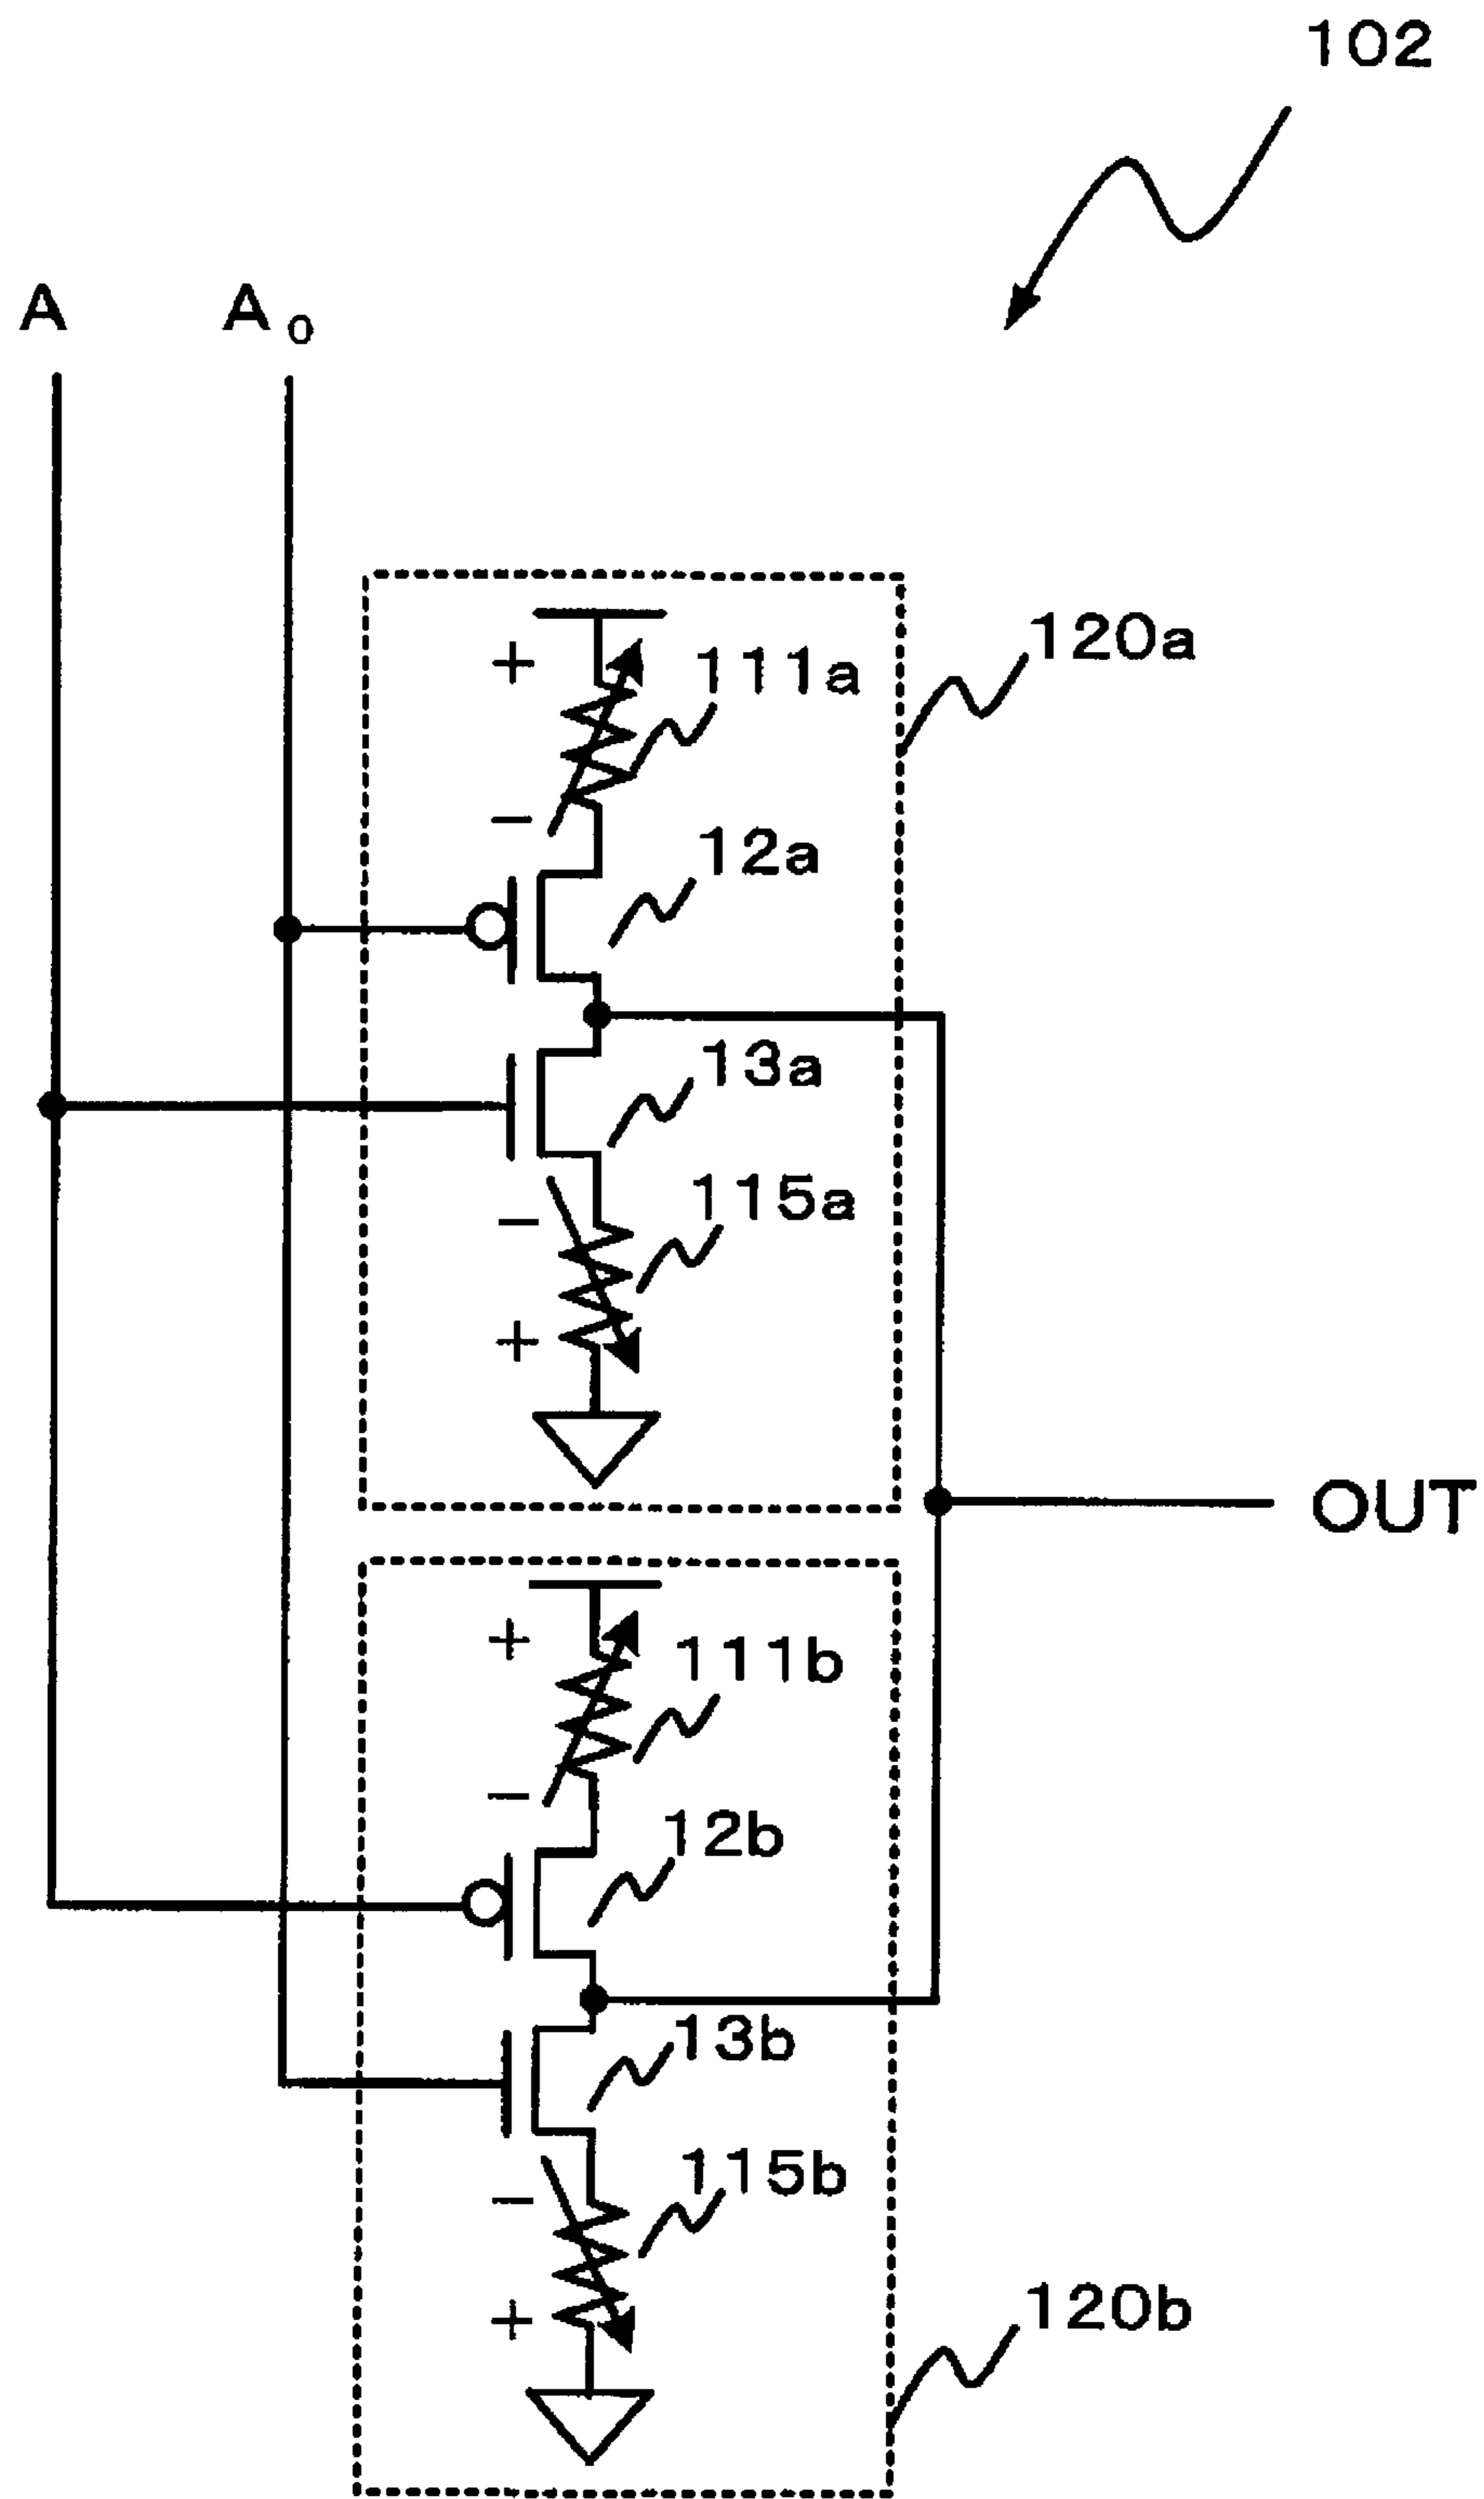 102
A A₀
120a
+ 111a
−
12a
13a
− 115a
+
OUT
+ 111b
−
12b
13b
− 115b
+
120b